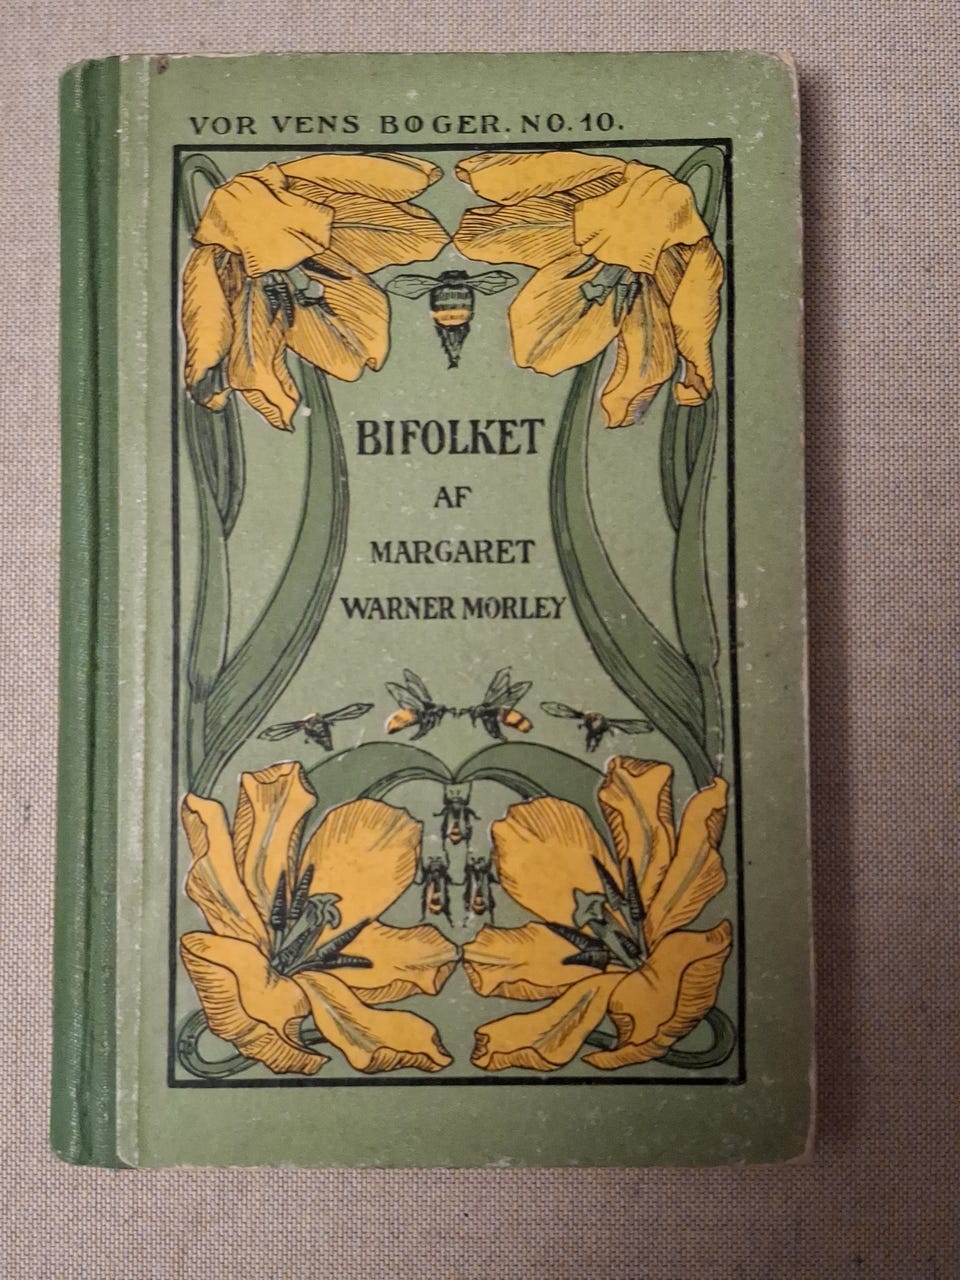 VOR VENS BØGER. NO. 10.
BIFOLKET
AF
MARGARET
WARNER MORLEY